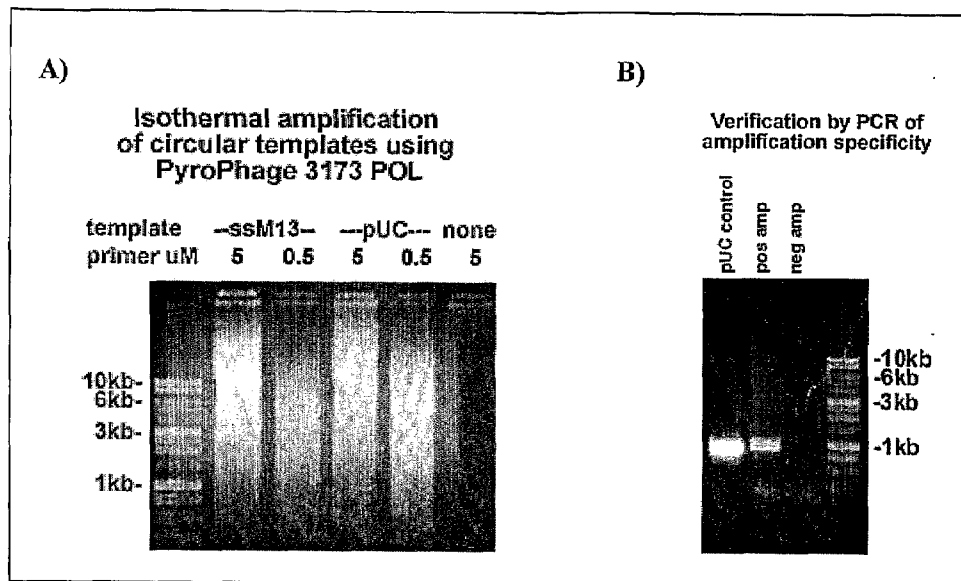 A)
Isothermal amplification
of circular templates using
PyroPhage 3173 POL
template --ssM13-- ---pUC--- none
primer uM 5 0.5 5 0.5 5
10kb-
6kb-
3kb-
1kb-
B)
Verification by PCR of
amplification specificity
pUC control
pos amp
neg amp
-10kb
-6kb
-3kb
-1kb